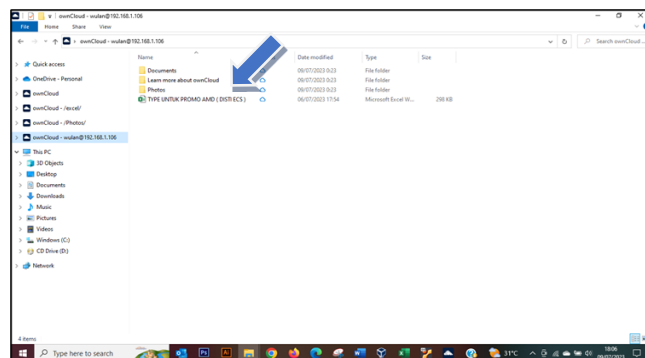 ownCloud - wulan@192.168.1.106
File Home Share View
ownCloud - wulan@192.168.1.106
Search ownCloud...
Name Date modified Type Size
Quick access
OneDrive - Personal
ownCloud
ownCloud - /excel/
ownCloud - /Photos/
ownCloud - wulan@192.168.1.106
This PC
3D Objects
Desktop
Documents
Downloads
Music
Pictures
Videos
Windows (C:)
CD Drive (D:)
Network
Documents 09/07/2023 0:23 File folder
Learn more about ownCloud 09/07/2023 0:23 File folder
Photos 09/07/2023 0:23 File folder
TYPE UNTUK PROMO AMD ( DISTI ECS ) 06/07/2023 17:54 Microsoft Excel W... 298 KB
4 items
Type here to search
31°C
18:06
09/07/2023